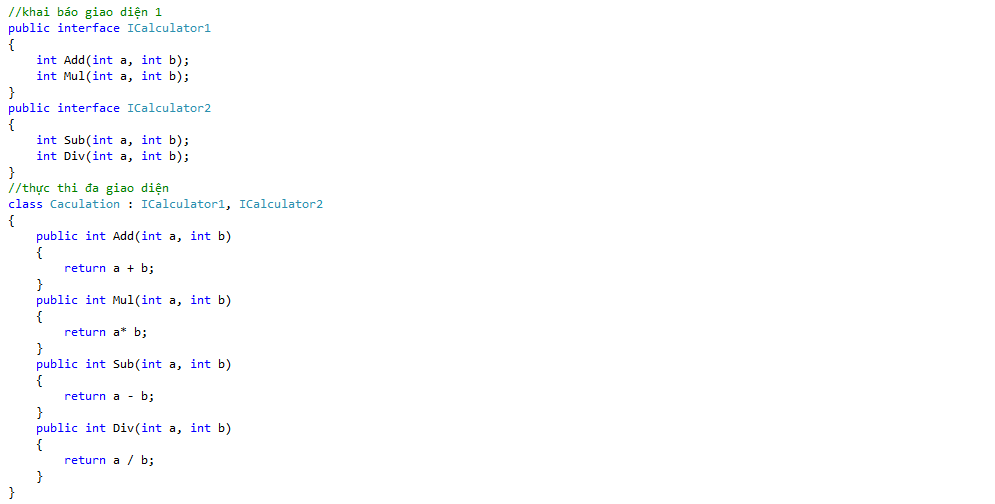 //khai báo giao diện 1
public interface ICalculator1
{
    int Add(int a, int b);
    int Mul(int a, int b);
}
public interface ICalculator2
{
    int Sub(int a, int b);
    int Div(int a, int b);
}
//thực thi đa giao diện
class Caculation : ICalculator1, ICalculator2
{
    public int Add(int a, int b)
    {
        return a + b;
    }
    public int Mul(int a, int b)
    {
        return a* b;
    }
    public int Sub(int a, int b)
    {
        return a - b;
    }
    public int Div(int a, int b)
    {
        return a / b;
    }
}